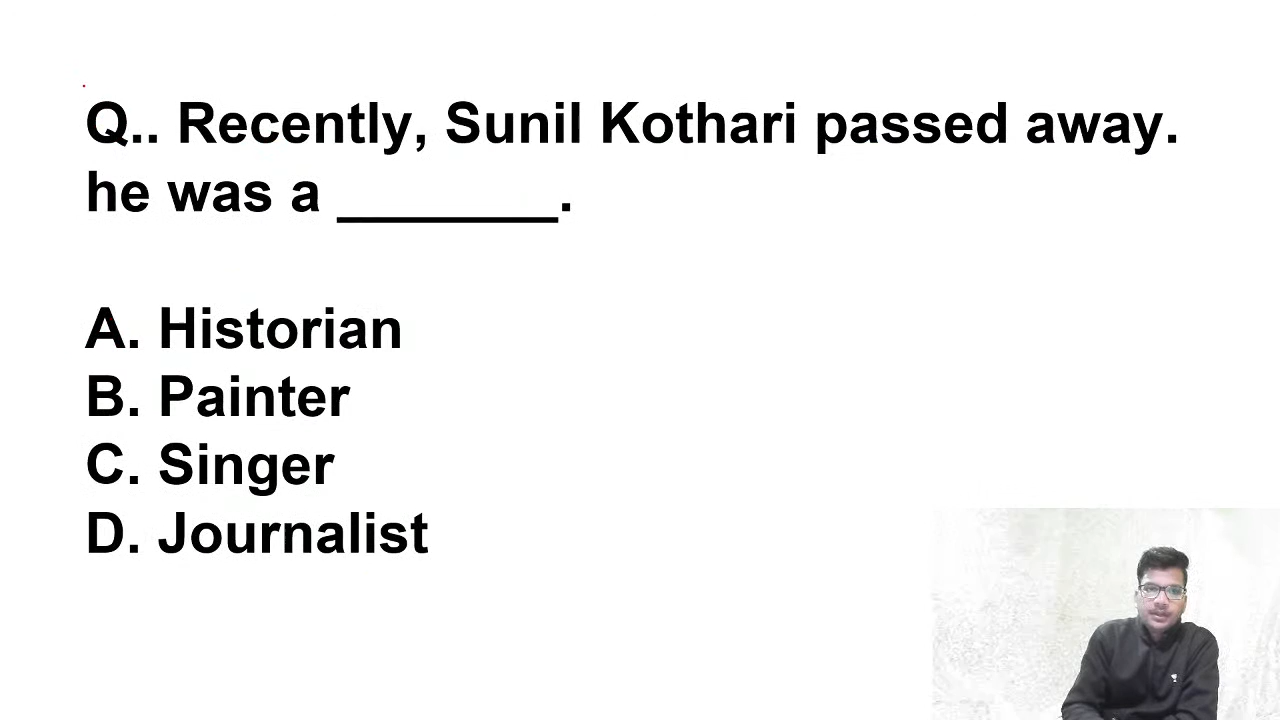 Q.. Recently, Sunil Kothari passed away.
he was a _______.
A. Historian
B. Painter
C. Singer
D. Journalist